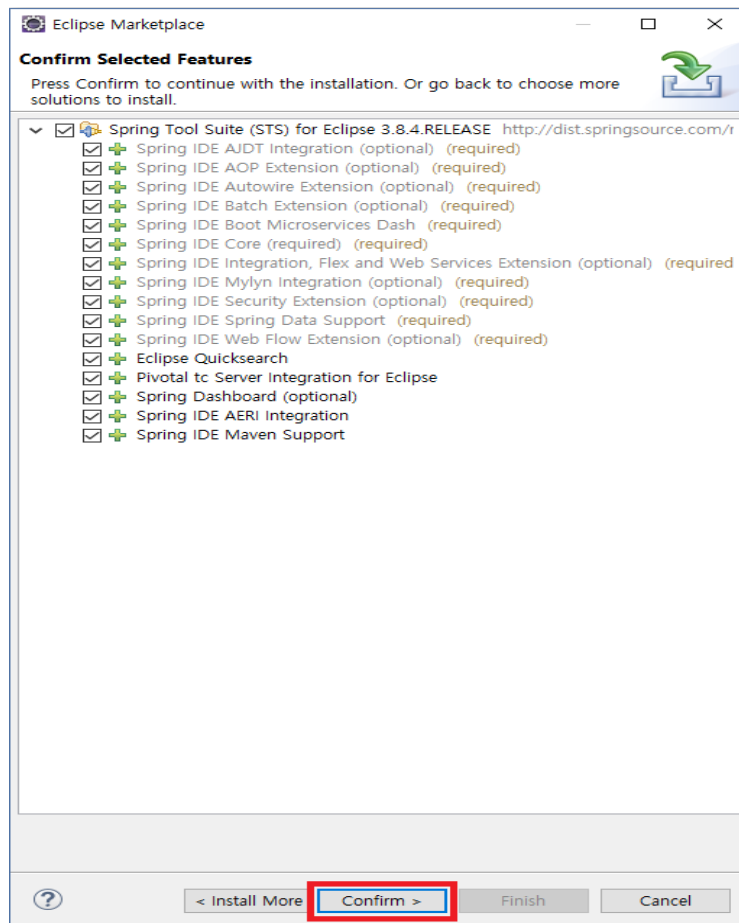 Eclipse Marketplace
Confirm Selected Features
Press Confirm to continue with the installation. Or go back to choose more
solutions to install.
Spring Tool Suite (STS) for Eclipse 3.8.4.RELEASE http://dist.springsource.com/r
Spring IDE AJDT Integration (optional) (required)
Spring IDE AOP Extension (optional) (required)
Spring IDE Autowire Extension (optional) (required)
Spring IDE Batch Extension (optional) (required)
Spring IDE Boot Microservices Dash (required)
Spring IDE Core (required) (required)
Spring IDE Integration, Flex and Web Services Extension (optional) (required
Spring IDE Mylyn Integration (optional) (required)
Spring IDE Security Extension (optional) (required)
Spring IDE Spring Data Support (required)
Spring IDE Web Flow Extension (optional) (required)
Eclipse Quicksearch
Pivotal tc Server Integration for Eclipse
Spring Dashboard (optional)
Spring IDE AERI Integration
Spring IDE Maven Support
? < Install More Confirm > Finish Cancel